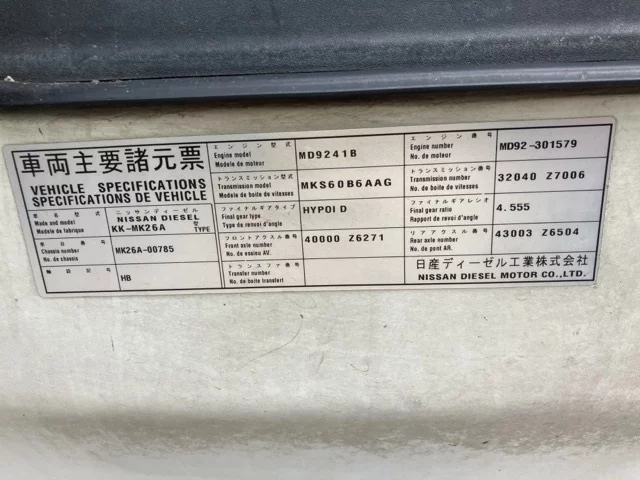 車両主要諸元票
VEHICLE SPECIFICATIONS
SPECIFICATIONS DE VEHICLE
車名型式
Make and model
Modele de fabrique
ニッサンディーゼル
NISSAN DIESEL
KK-MK26A TYPE
車台番号
Chassis number
No. de chassis
MK26A-00785
HB
エンジン型式
Engine model
Modele de moteur
MD9241B
トランスミッション型式
Transmission model
Modele de boite de vitesses
MKS60B6AAG
ファイナルギアタイプ
Final gear type
Type de renvoi d'angle
HYPOI D
フロントアクスル番号
Front axle number
No. de essieu AV.
40000 Z6271
トランスファ番号
Transfer number
No. de boite transfert
エンジン番号
Engine number
No. de moteur
MD92-301579
トランスミッション番号
Transmission number
No. de boite de vitesses
32040 Z7006
ファイナルギアレシオ
Final gear ratio
Rapport de renvoi d'angle
4.555
リアアクスル番号
Rear axle number
No. de pont AR.
43003 Z6504
日産ディーゼル工業株式会社
NISSAN DIESEL MOTOR CO.,LTD.